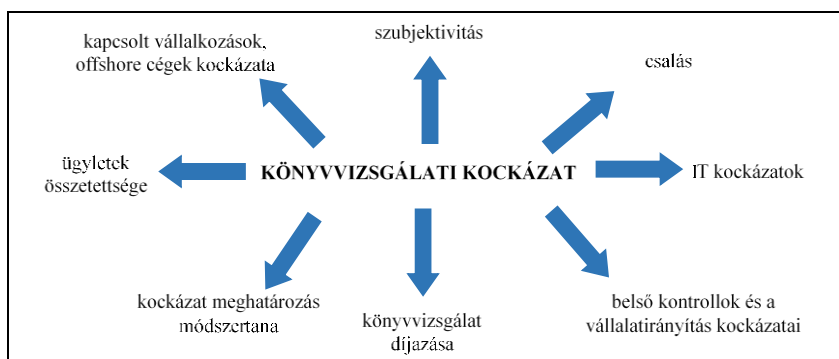 kapcsolt vállalkozások,
offshore cégek kockázata
szubjektivitás
csalás
ügyletek
összetettsége
KÖNYVVIZSGÁLATI KOCKÁZAT
IT kockázatok
kockázat meghatározás
módszertana
könyvvizsgálat
díjazása
belső kontrollok és a
vállalatirányítás kockázatai